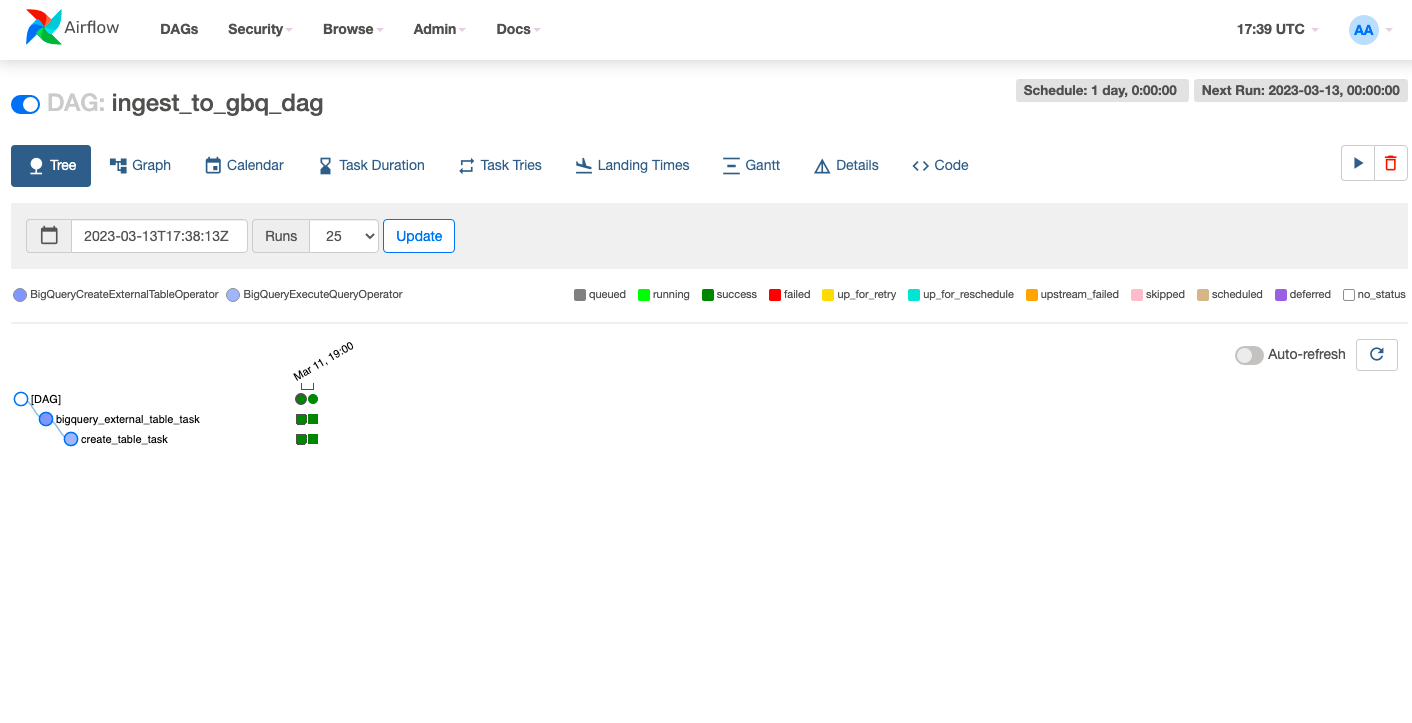 Airflow DAGs Security Browse Admin Docs 17:39 UTC AA
Schedule: 1 day, 0:00:00 Next Run: 2023-03-13, 00:00:00
DAG: ingest_to_gbq_dag
Tree Graph Calendar Task Duration Task Tries Landing Times Gantt Details Code
2023-03-13T17:38:13Z Runs 25 Update
BigQueryCreateExternalTableOperator BigQueryExecuteQueryOperator queued running success failed up_for_retry up_for_reschedule upstream_failed skipped scheduled deferred no_status
Auto-refresh
Mar 11, 19:00
[DAG]
bigquery_external_table_task
create_table_task